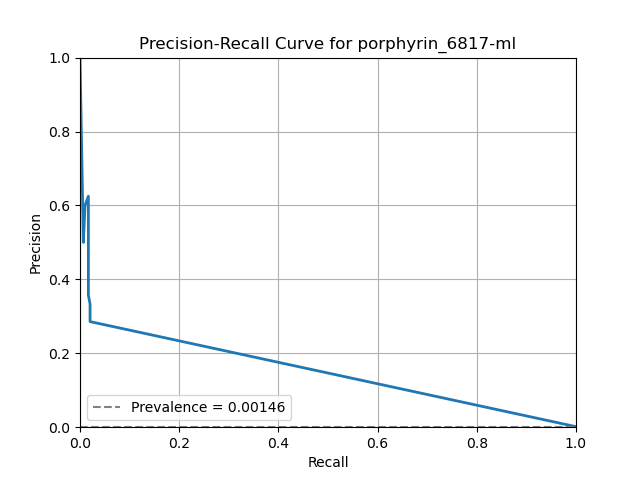 Precision-Recall Curve for porphyrin_6817-ml
1.0
0.8
0.6
0.4
0.2
0.0
Precision
Prevalence = 0.00146
0.0 0.2 0.4 0.6 0.8 1.0
Recall